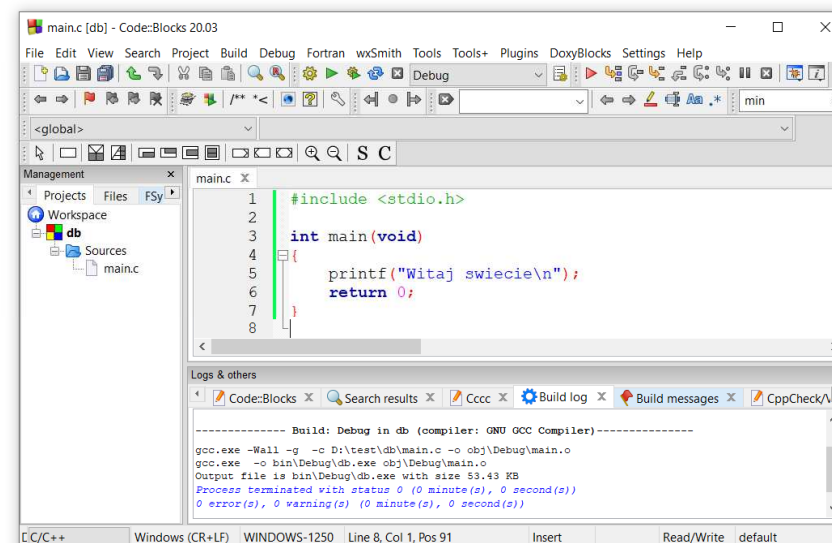 main.c [db] - Code::Blocks 20.03
File Edit View Search Project Build Debug Fortran wxSmith Tools Tools+ Plugins DoxyBlocks Settings Help
Debug
/** *< Aa .* min
<global>
S C
Management
Projects Files FSy
Workspace
db
Sources
main.c
main.c
1 #include <stdio.h>
2
3 int main(void)
4 {
5 printf("Witaj swiecie\n");
6 return 0;
7 }
8
Logs & others
Code::Blocks Search results Cccc Build log Build messages CppCheck/V
-------------- Build: Debug in db (compiler: GNU GCC Compiler)---------------
gcc.exe -Wall -g -c D:\test\db\main.c -o obj\Debug\main.o
gcc.exe -o bin\Debug\db.exe obj\Debug\main.o
Output file is bin\Debug\db.exe with size 53.43 KB
Process terminated with status 0 (0 minute(s), 0 second(s))
0 error(s), 0 warning(s) (0 minute(s), 0 second(s))
C/C++ Windows (CR+LF) WINDOWS-1250 Line 8, Col 1, Pos 91 Insert Read/Write default